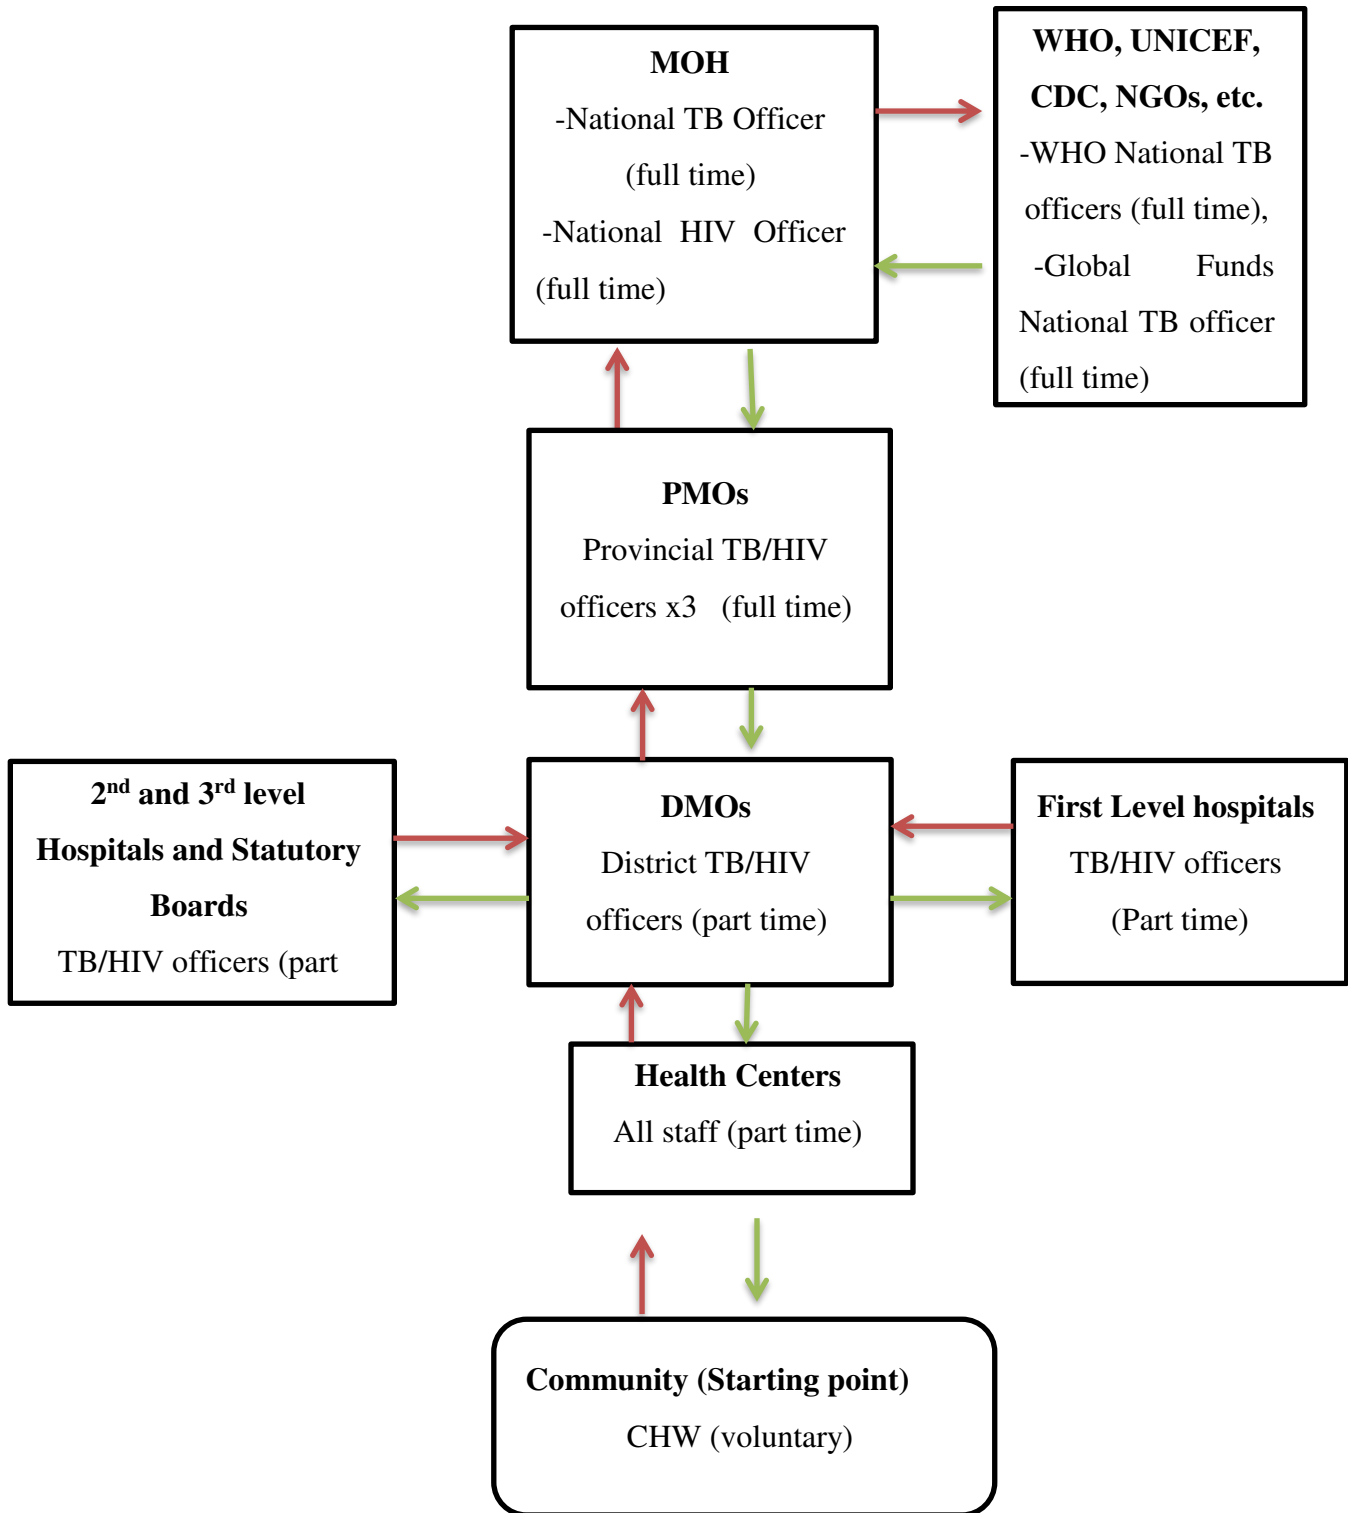 MOH
-National TB Officer
(full time)
-National HIV Officer
(full time)
WHO, UNICEF,
CDC, NGOs, etc.
-WHO National TB
officers (full time),
-Global Funds
National TB officer
(full time)
PMOs
Provincial TB/HIV
officers x3 (full time)
2nd and 3rd level
Hospitals and Statutory
Boards
TB/HIV officers (part
DMOs
District TB/HIV
officers (part time)
First Level hospitals
TB/HIV officers
(Part time)
Health Centers
All staff (part time)
Community (Starting point)
CHW (voluntary)